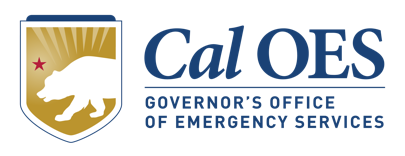 Cal OES
GOVERNOR'S OFFICE
OF EMERGENCY SERVICES